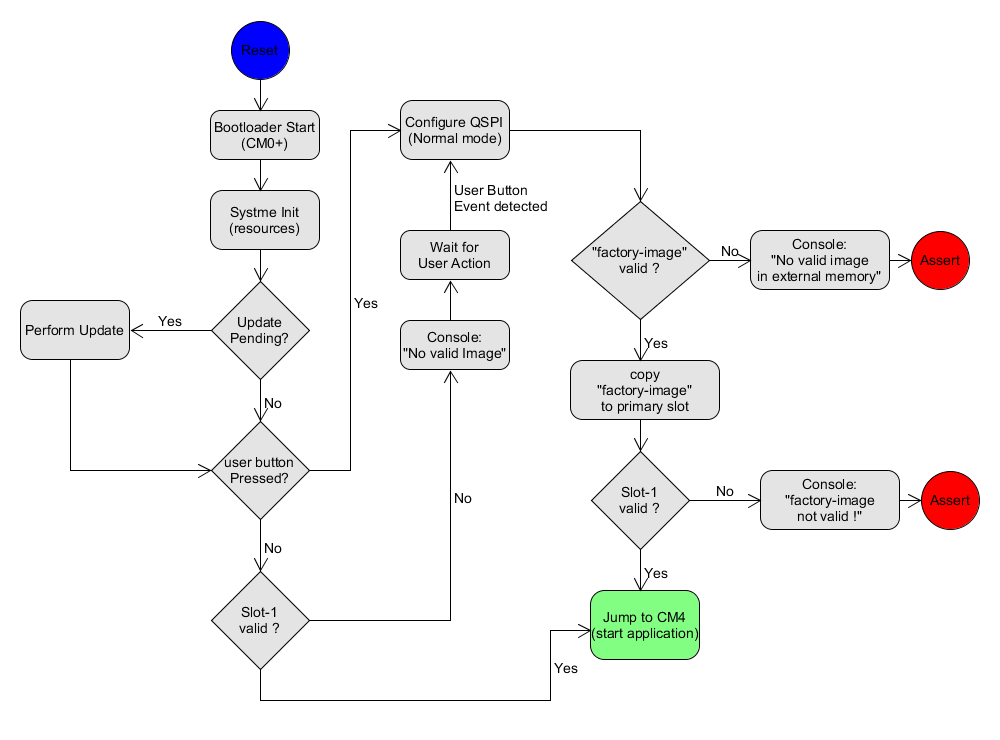 Reset
Bootloader Start
(CM0+)
Systme Init
(resources)
Update
Pending?
Yes
Perform Update
No
user button
Pressed?
Yes
No
Slot-1
valid ?
No
Yes
Console:
"No valid Image"
Wait for
User Action
User Button
Event detected
Configure QSPI
(Normal mode)
"factory-image"
valid ?
No
Console:
"No valid image
in external memory"
Assert
Yes
copy
"factory-image"
to primary slot
Slot-1
valid ?
No
Console:
"factory-image
not valid !"
Assert
Yes
Jump to CM4
(start application)